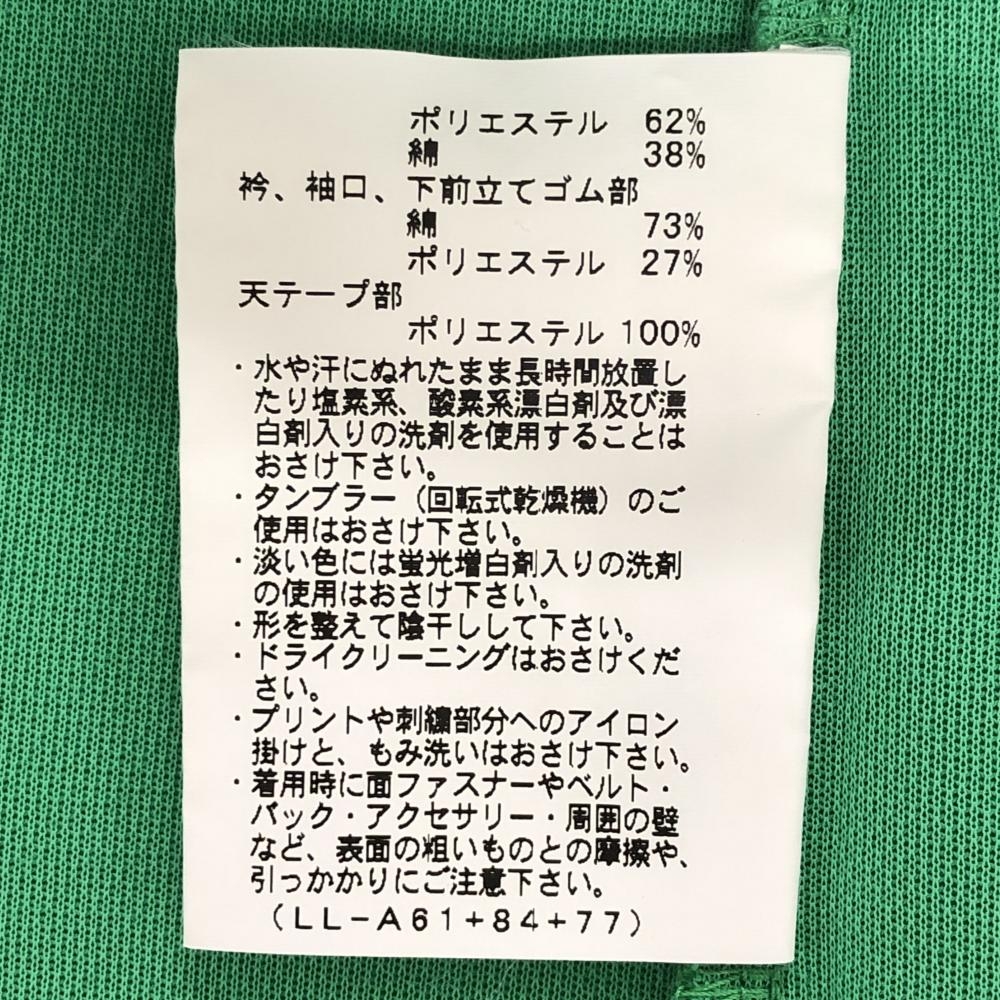 ポリエステル 62%
綿 38%
衿、袖口、下前立てゴム部
綿 73%
ポリエステル 27%
天テープ部
ポリエステル 100%
・水や汗にぬれたまま長時間放置し
たり塩素系、酸素系漂白剤及び漂
白剤入りの洗剤を使用することは
おさけ下さい。
・タンブラー（回転式乾燥機）のご
使用はおさけ下さい。
・淡い色には蛍光増白剤入りの洗剤
の使用はおさけ下さい。
・形を整えて陰干しして下さい。
・ドライクリーニングはおさけくだ
さい。
・プリントや刺繍部分へのアイロン
掛けと、もみ洗いはおさけ下さい。
・着用時に面ファスナーやベルト・
バック・アクセサリー・周囲の壁
など、表面の粗いものとの摩擦や、
引っかかりにご注意下さい。
（LL-A61+84+77）